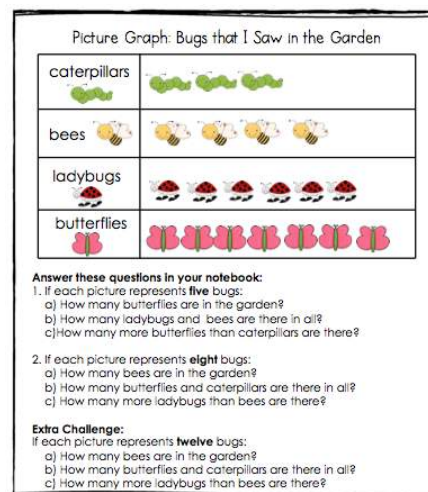 Picture Graph: Bugs that I Saw in the Garden
caterpillars
bees
ladybugs
butterflies
Answer these questions in your notebook:
1. If each picture represents five bugs:
a) How many butterflies are in the garden?
b) How many ladybugs and bees are there in all?
c)How many more butterflies than caterpillars are there?
2. If each picture represents eight bugs:
a) How many bees are in the garden?
b) How many butterflies and caterpillars are there in all?
c) How many more ladybugs than bees are there?
Extra Challenge:
If each picture represents twelve bugs:
a) How many bees are in the garden?
b) How many butterflies and caterpillars are there in all?
c) How many more ladybugs than bees are there?